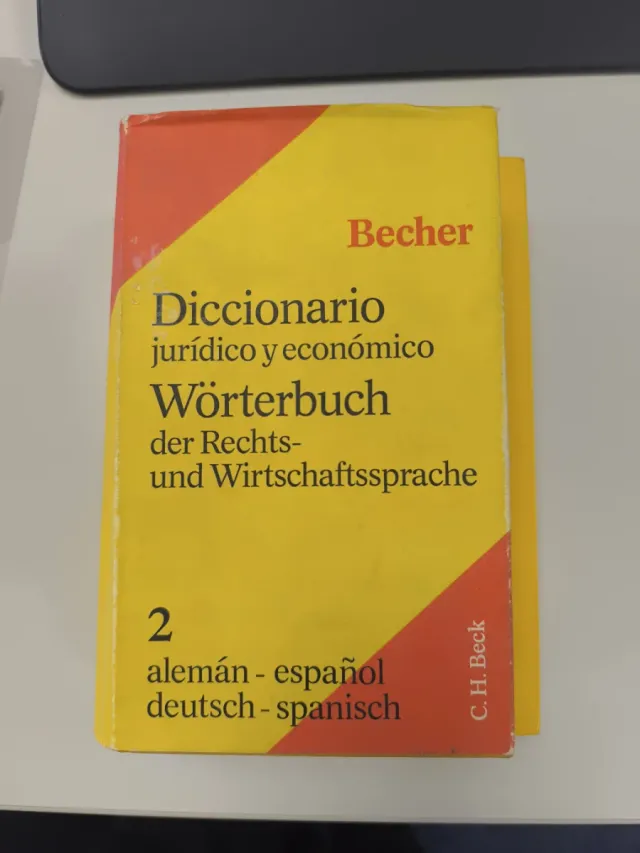 Becher
Diccionario
jurídico y económico
Wörterbuch
der Rechts-
und Wirtschaftssprache
2
alemán - español
deutsch - spanisch
C. H. Beck